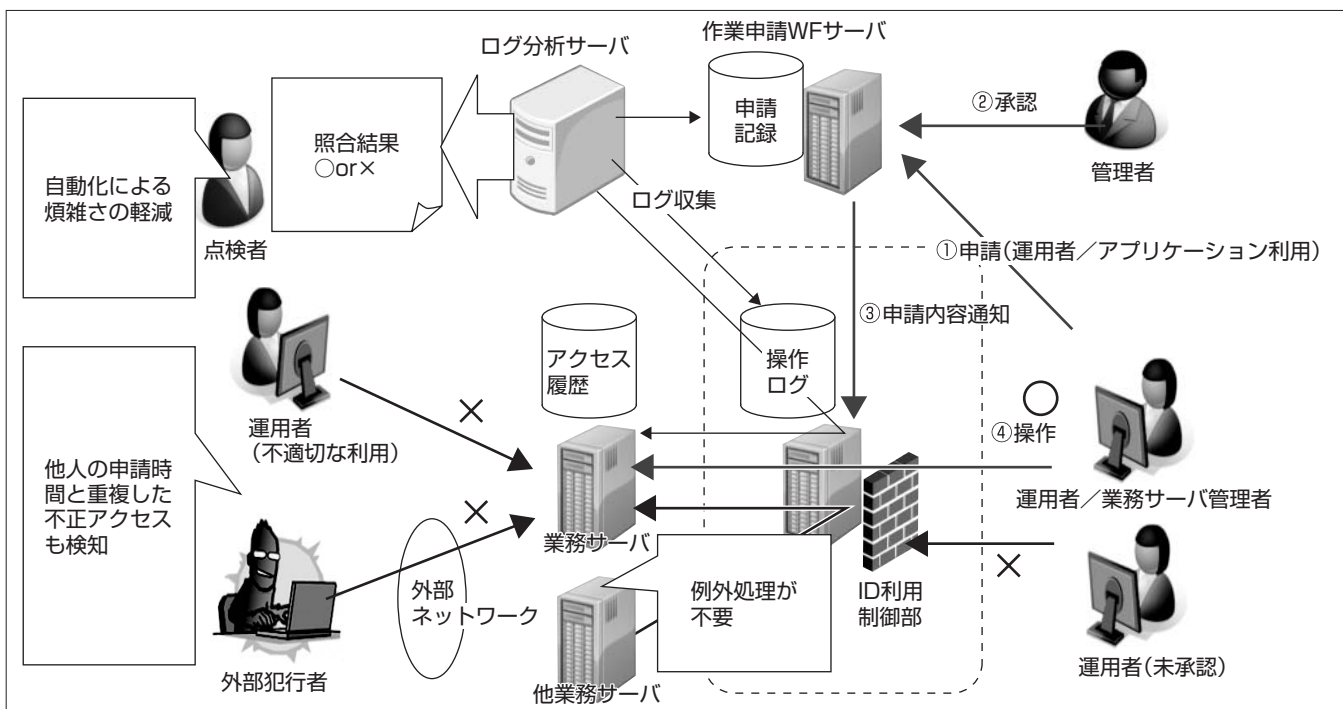 ログ分析サーバ
作業申請WFサーバ
申請
記録
②承認
管理者
照合結果
○or×
自動化による
煩雑さの軽減
点検者
ログ収集
①申請(運用者/アプリケーション利用)
③申請内容通知
アクセス
履歴
操作
ログ
運用者
(不適切な利用)
×
○
④操作
運用者/業務サーバ管理者
他人の申請時
間と重複した
不正アクセス
も検知
×
業務サーバ
×
外部
ネットワーク
例外処理が
不要
ID利用
制御部
外部犯行者
他業務サーバ
運用者(未承認)